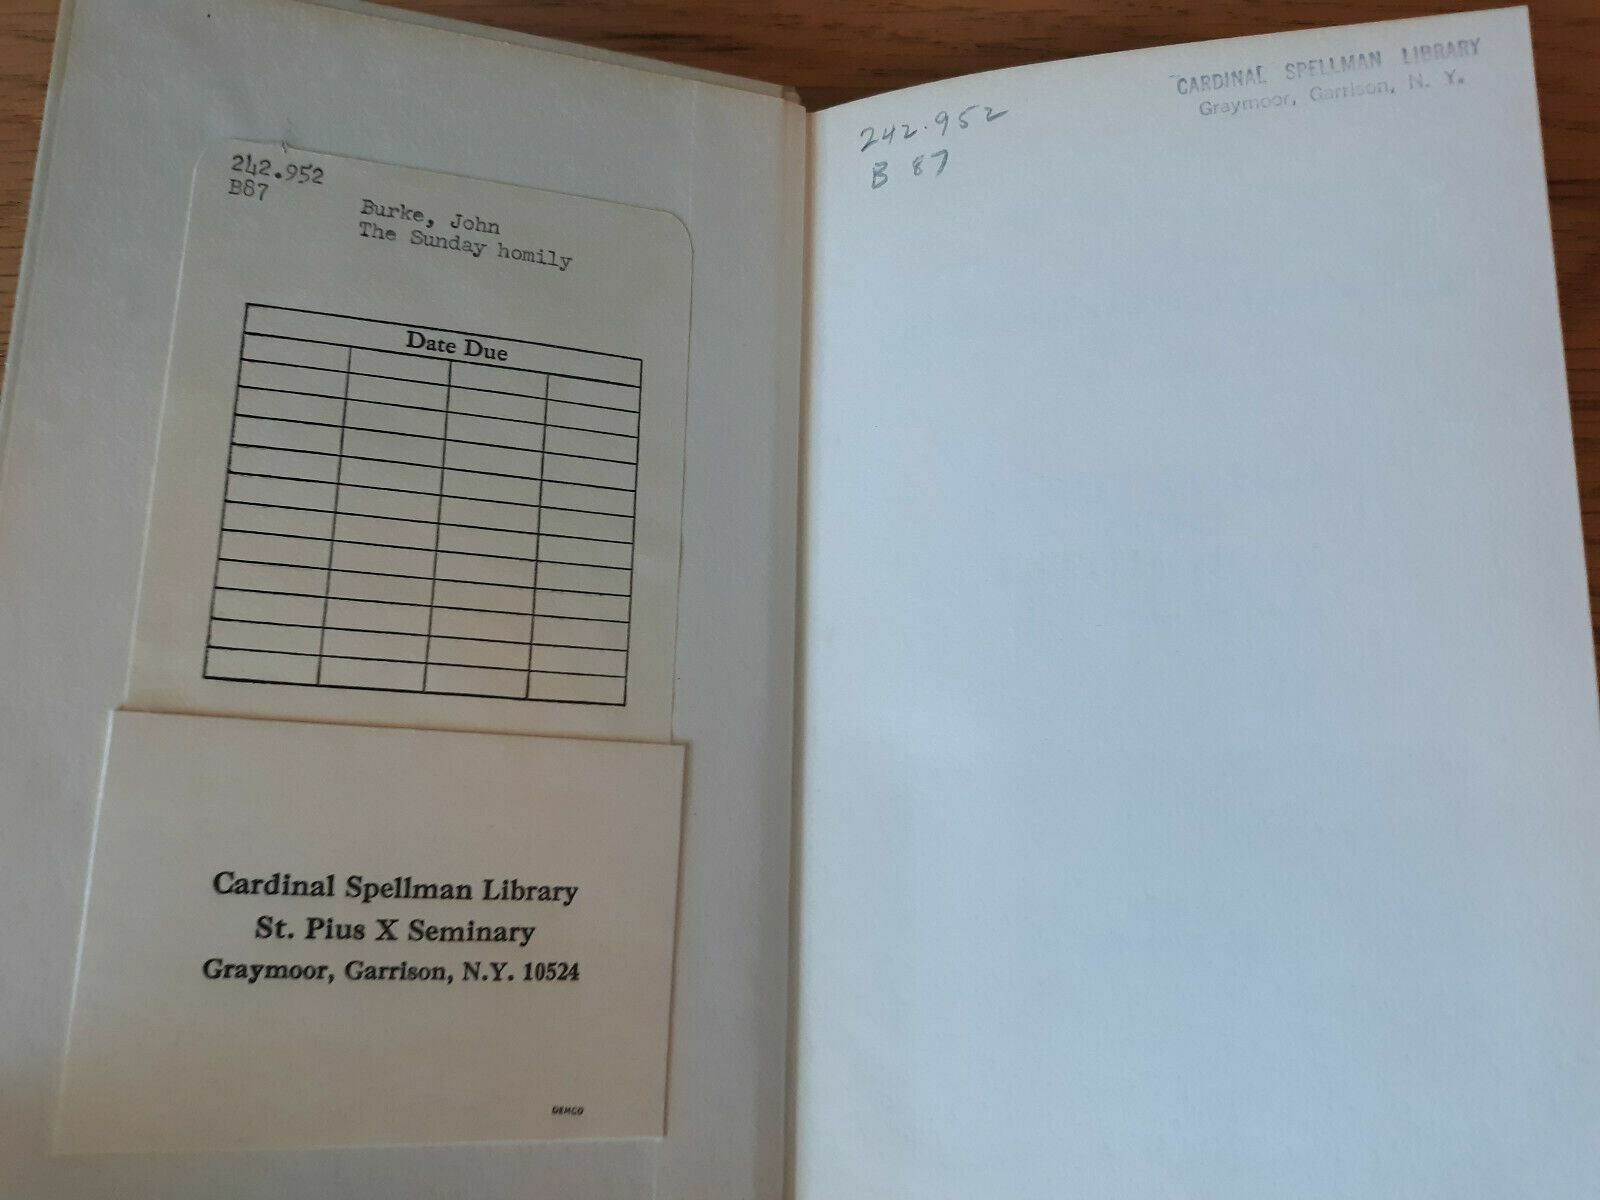 242.952
B87
Burke, John
The Sunday homily
Date Due
Cardinal Spellman Library
St. Pius X Seminary
Graymoor, Garrison, N.Y. 10524
DEMCO
242.952
B 87
CARDINAL SPELLMAN LIBRARY
Graymoor, Garrison, N. Y.